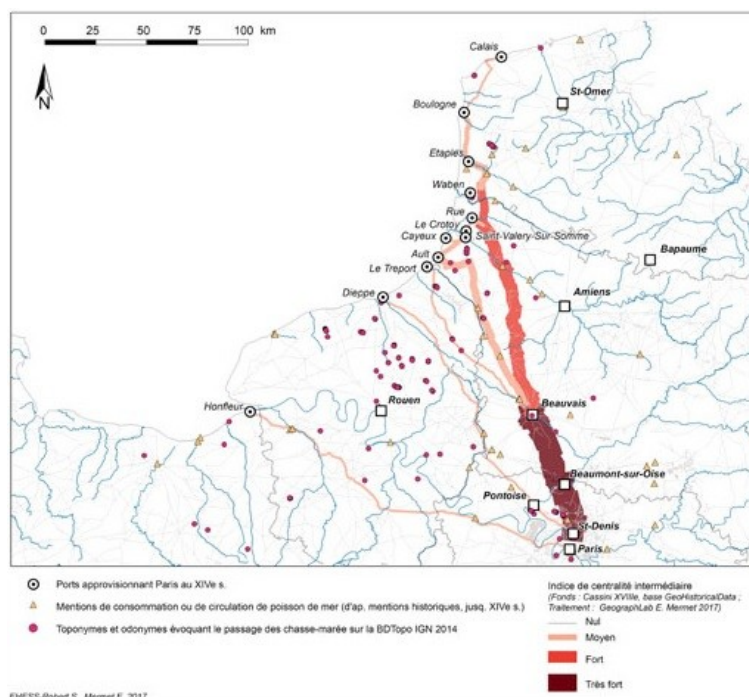 0 25 50 75 100 km
N
Calais
St-Omer
Boulogne
Etaples
Waben
Rue
Le Crotoy
Cayeux
Saint-Valery-Sur-Somme
Bapaume
Ault
Le Treport
Amiens
Dieppe
Honfleur
Rouen
Beauvais
Beaumont-sur-Oise
Pontoise
St-Denis
Paris
Ports approvisionnant Paris au XIVe s.
Mentions de consommation ou de circulation de poisson de mer (d'ap. mentions historiques, jusq. XIVe s.)
Toponymes et odonymes évoquant le passage des chasse-marée sur la BDTopo IGN 2014
Indice de centralité intermédiaire
(Fonds : Cassini XVIIIe, base GeoHistoricalData ;
Traitement : GeographLab E. Mermet 2017)
Nul
Moyen
Fort
Très fort
EHESS-Robert S., Mermet E. 2017